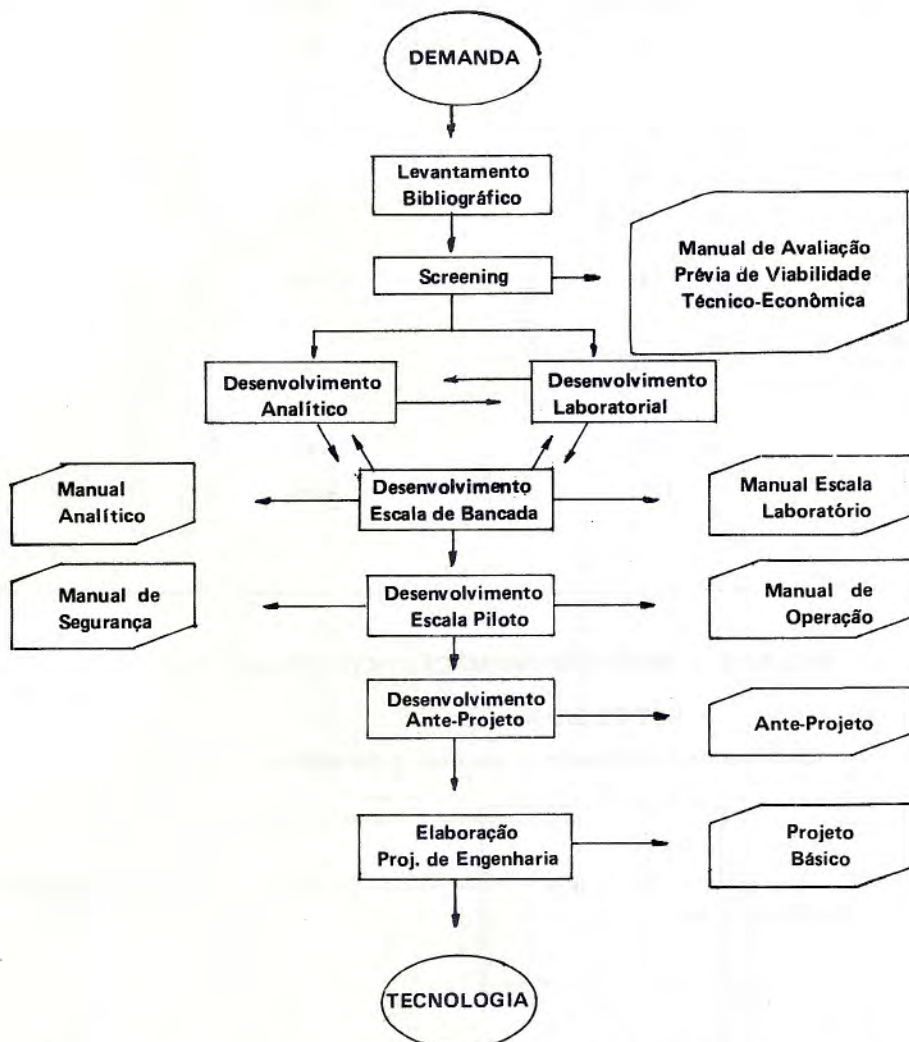 DEMANDA
Levantamento
Bibliográfico
Screening
Manual de Avaliação
Prévia de Viabilidade
Técnico-Econômica
Desenvolvimento
Analítico
Desenvolvimento
Laboratorial
Manual
Analítico
Desenvolvimento
Escala de Bancada
Manual Escala
Laboratório
Manual de
Segurança
Desenvolvimento
Escala Piloto
Manual de
Operação
Desenvolvimento
Ante-Projeto
Ante-Projeto
Elaboração
Proj. de Engenharia
Projeto
Básico
TECNOLOGIA